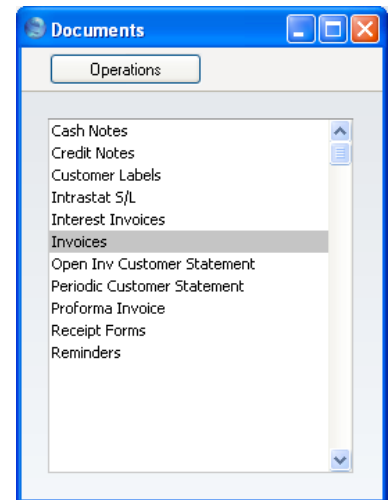 Documents
Operations
Cash Notes
Credit Notes
Customer Labels
Intrastat S/L
Interest Invoices
Invoices
Open Inv Customer Statement
Periodic Customer Statement
Proforma Invoice
Receipt Forms
Reminders